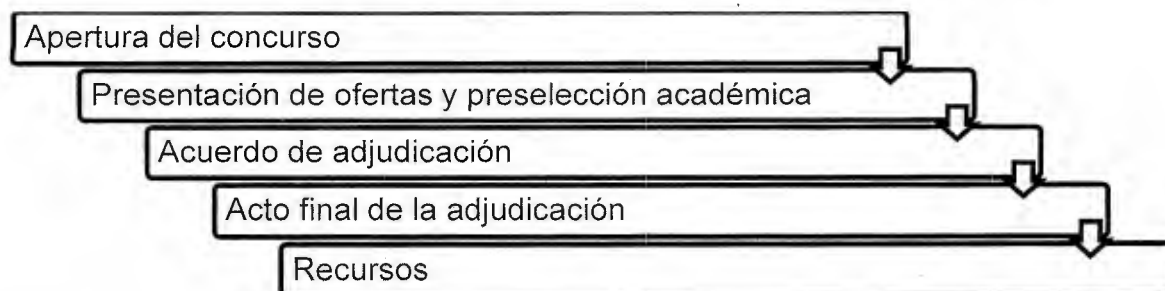 Apertura del concurso
Presentación de ofertas y preselección académica
Acuerdo de adjudicación
Acto final de la adjudicación
Recursos